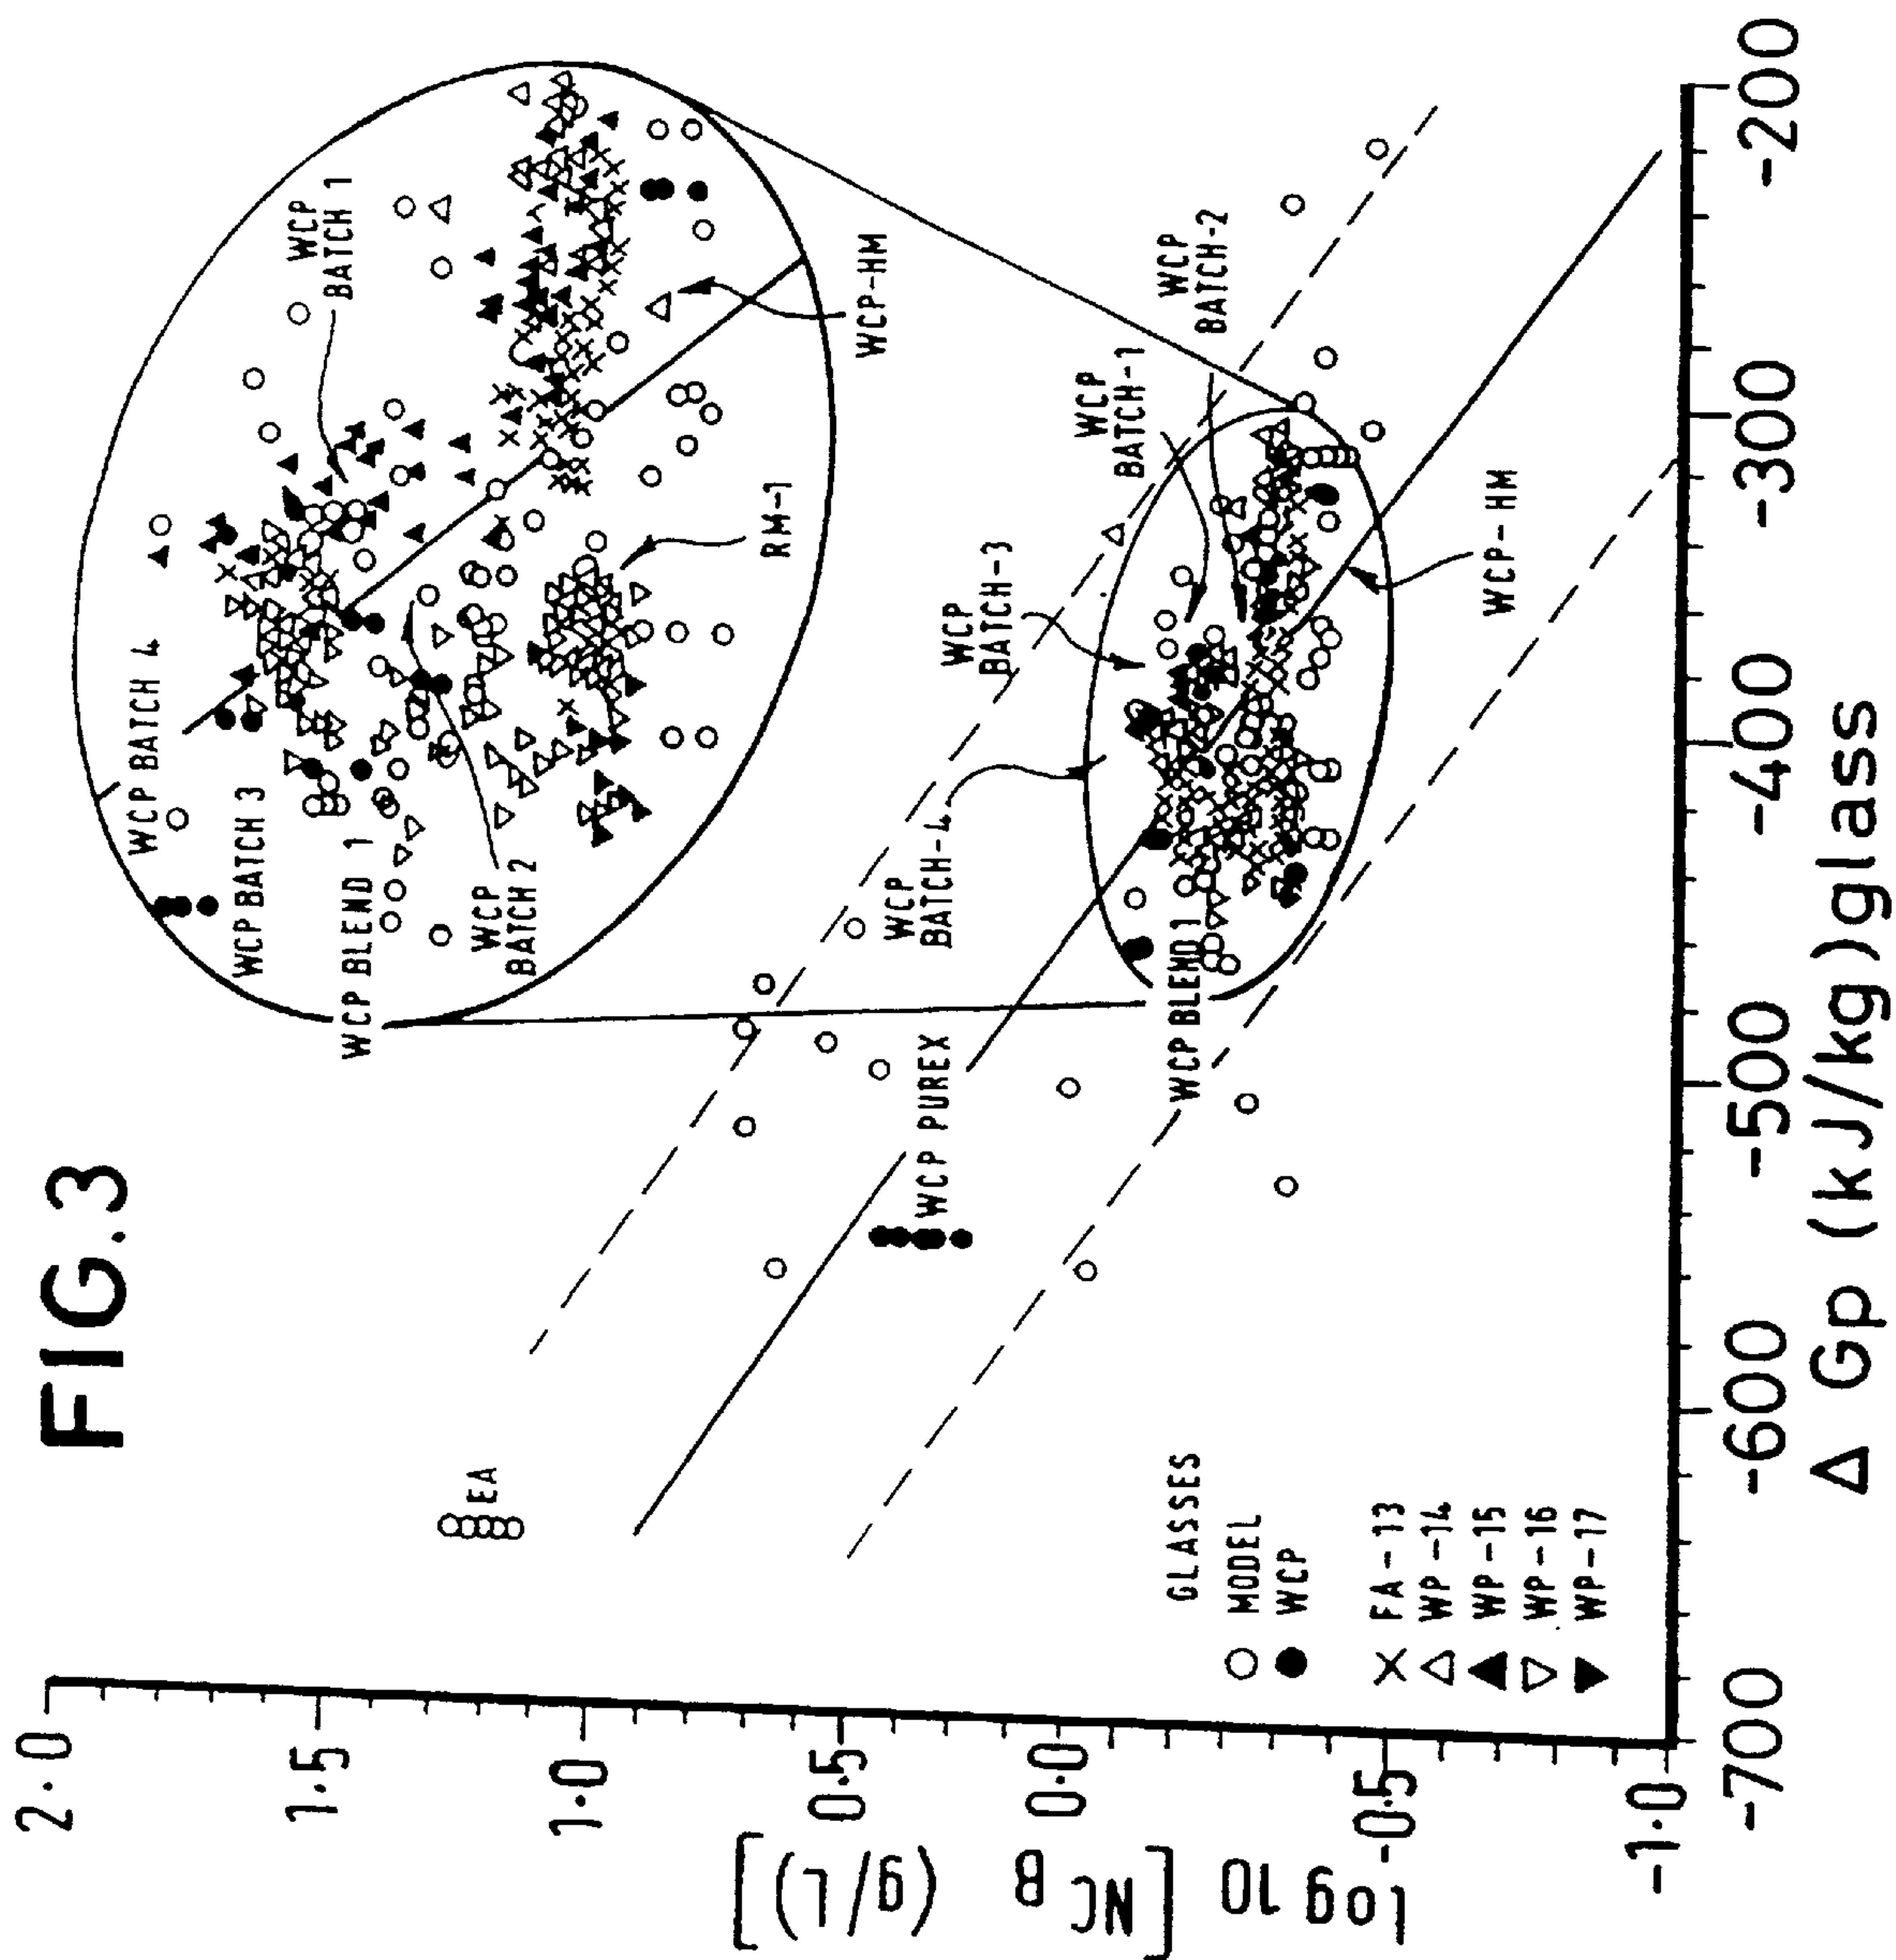 FIG.3
WCP
BATCH 1
WCP BATCH 4
WCP BATCH 3
WCP BLEND 1
WCP
BATCH 2
RM-1
WCP-HM
WCP
BATCH-2
WCP
BATCH-1
WCP
BATCH-3
WCP
BATCH-4
WCP BLEND 1
WCP-HM
WCP PUREX
EA
GLASSES
MODEL
WCP
FA-13
WP-14
WP-15
WP-16
WP-17
2.0
1.5
1.0
0.5
0.0
-0.5
-1.0
log 10 [NC B (g/L)]
-700
-600
-500
-400
-300
-200
Δ Gp (kJ/kg)glass